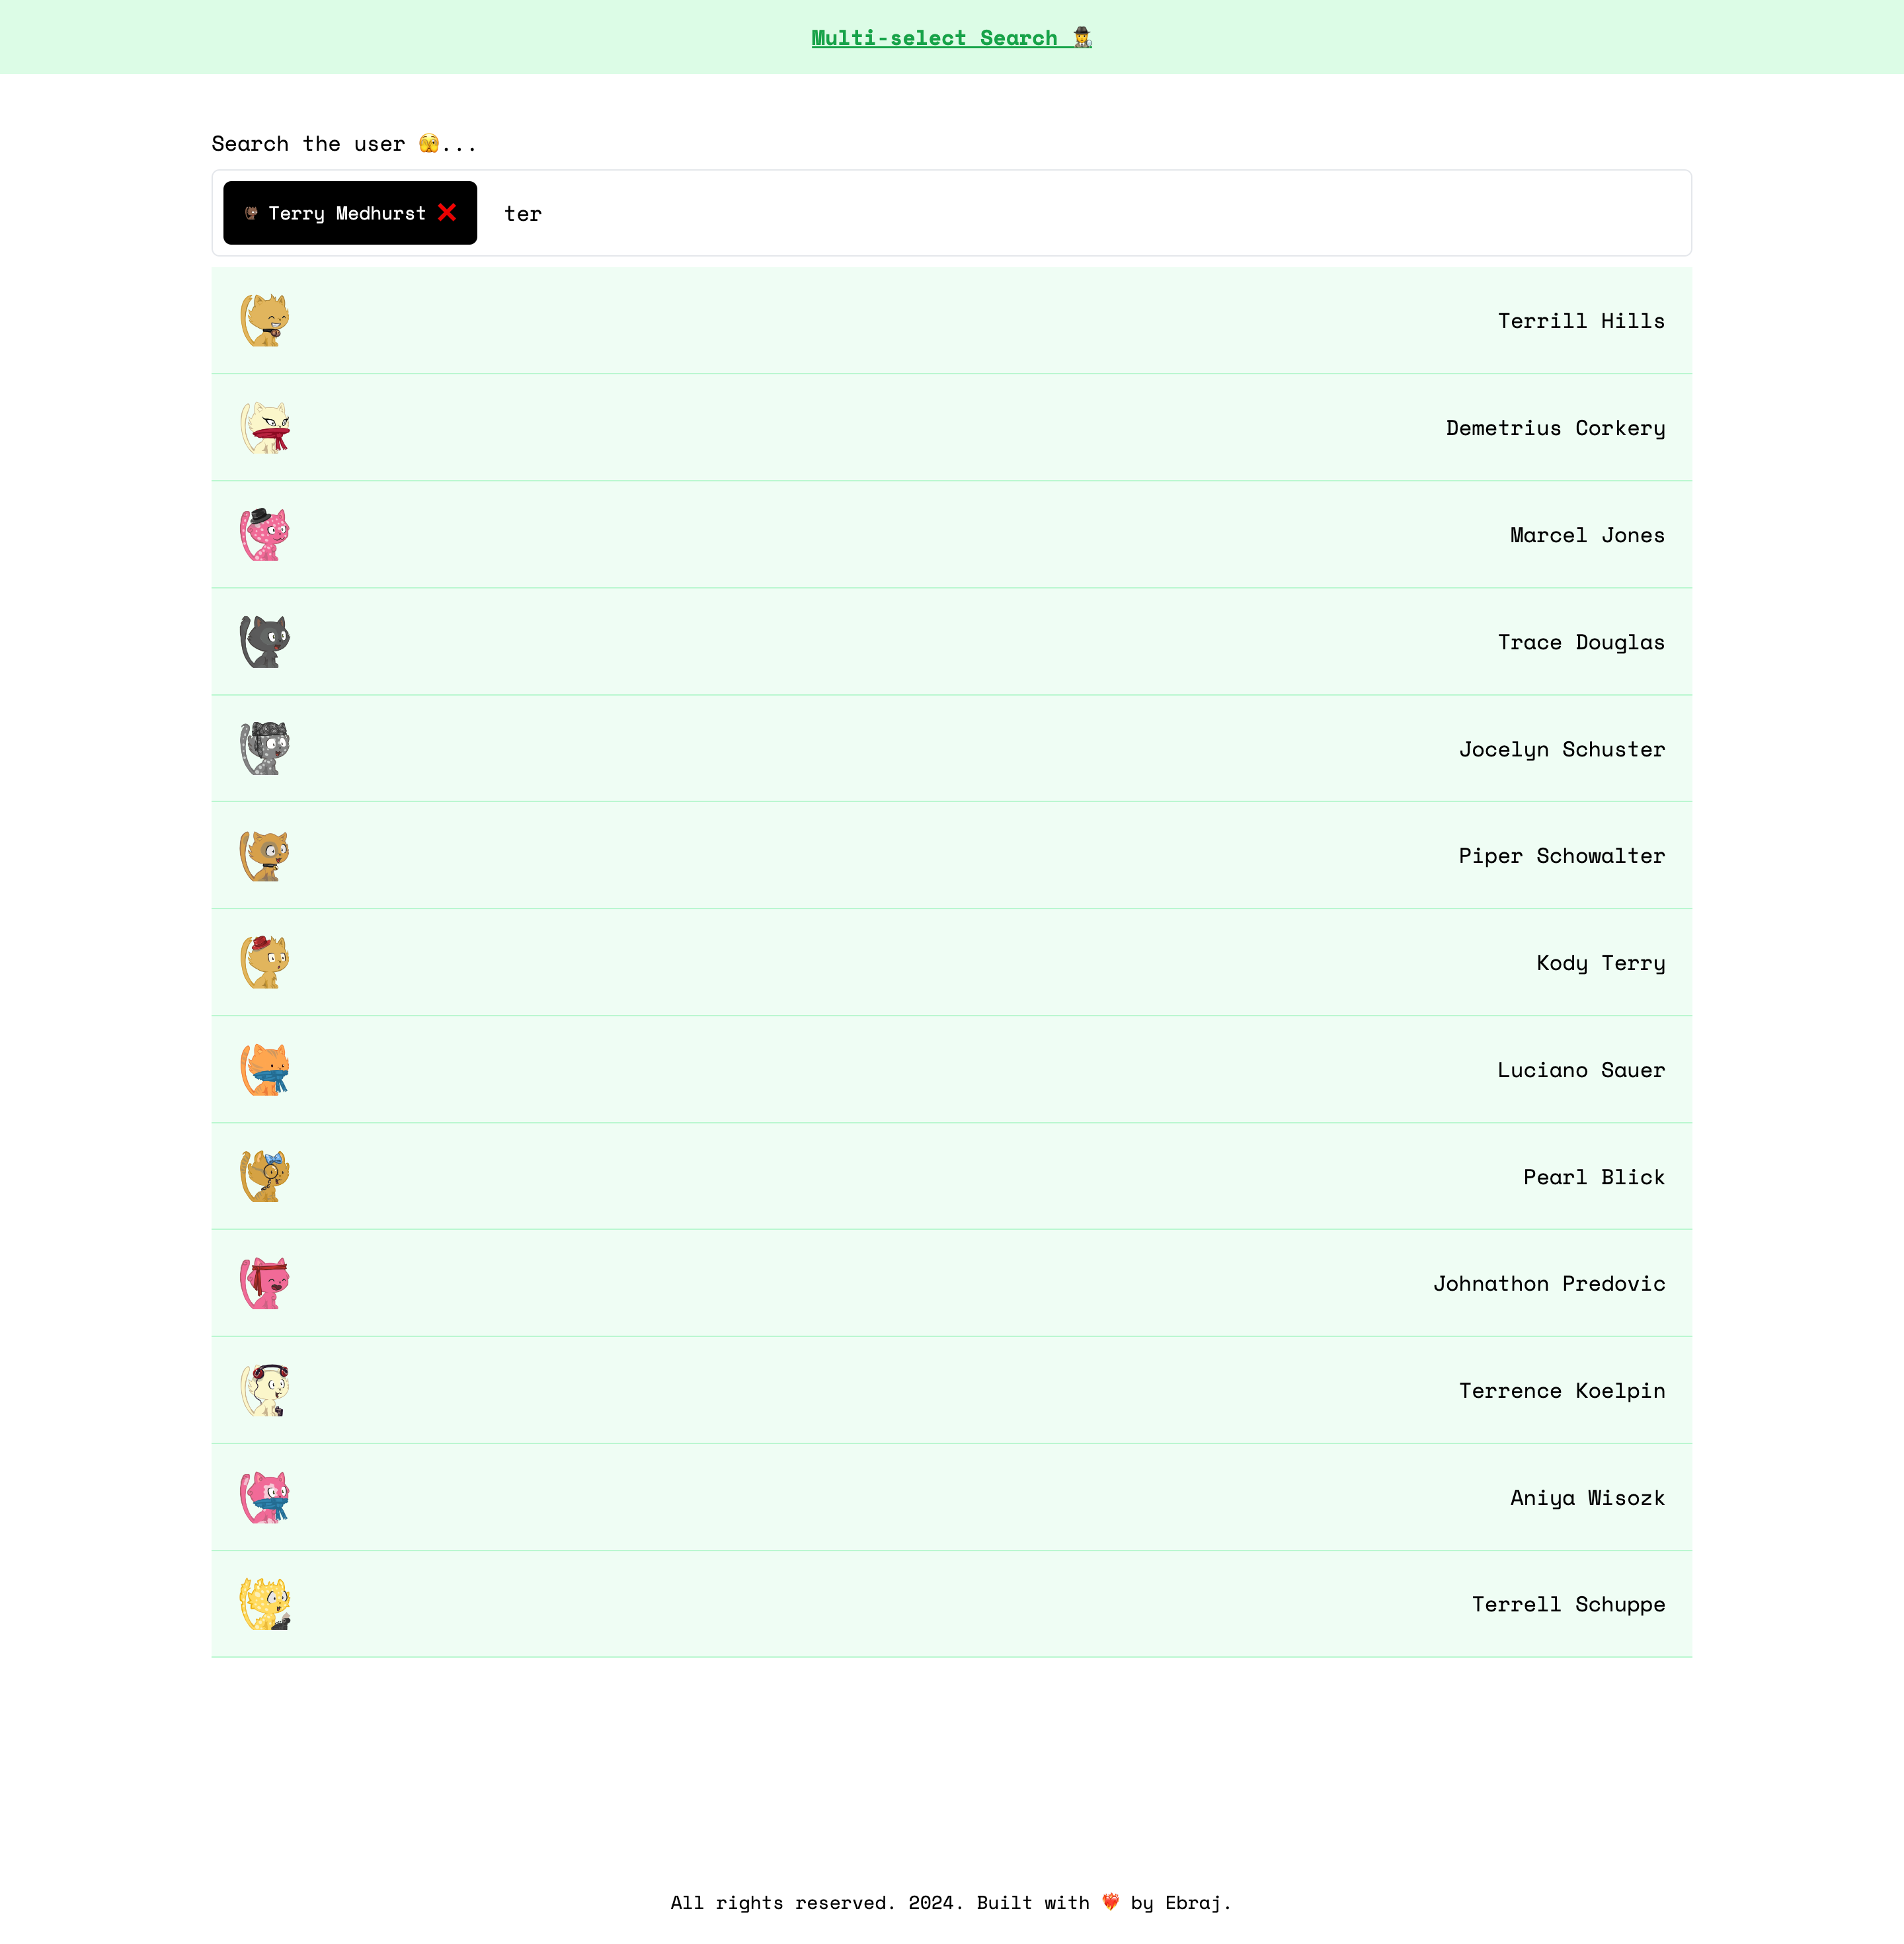 Multi-select Search 🕵️
Search the user 🫣...
Terry Medhurst ❌ ter
Terrill Hills
Demetrius Corkery
Marcel Jones
Trace Douglas
Jocelyn Schuster
Piper Schowalter
Kody Terry
Luciano Sauer
Pearl Blick
Johnathon Predovic
Terrence Koelpin
Aniya Wisozk
Terrell Schuppe
All rights reserved. 2024. Built with ❤️‍🔥 by Ebraj.